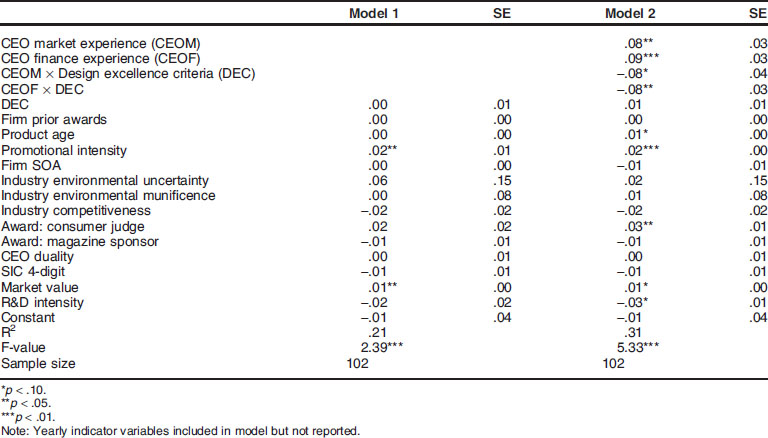 Model 1 SE Model 2 SE
CEO market experience (CEOM) .08** .03
CEO finance experience (CEOF) .09*** .03
CEOM × Design excellence criteria (DEC) –.08* .04
CEOF × DEC –.08** .03
DEC .00 .01 .01 .01
Firm prior awards .00 .00 .00 .00
Product age .00 .00 .01* .00
Promotional intensity .02** .01 .02*** .00
Firm SOA .00 .00 –.01 .01
Industry environmental uncertainty .06 .15 .02 .15
Industry environmental munificence .00 .08 .01 .08
Industry competitiveness –.02 .02 –.02 .02
Award: consumer judge .02 .02 .03** .01
Award: magazine sponsor –.01 .01 –.01 .01
CEO duality .00 .01 .00 .01
SIC 4-digit –.01 .01 –.01 .01
Market value .01** .00 .01* .00
R&D intensity –.02 .02 –.03* .01
Constant –.01 .04 –.01 .04
R2 .21 .31
F-value 2.39*** 5.33***
Sample size 102 102
*p < .10.
**p < .05.
***p < .01.
Note: Yearly indicator variables included in model but not reported.